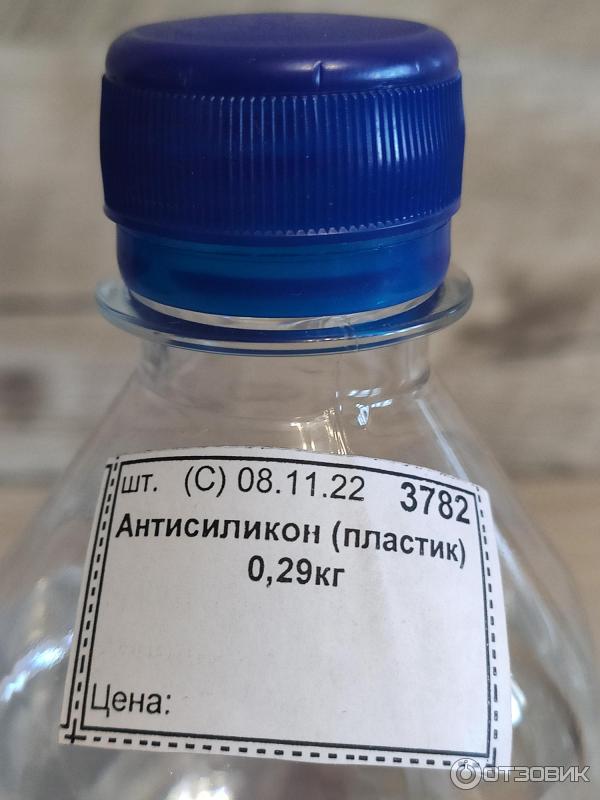 шт. (С) 08.11.22 3782
Антисиликон (пластик)
0,29кг
Цена:
ОТЗОВИК